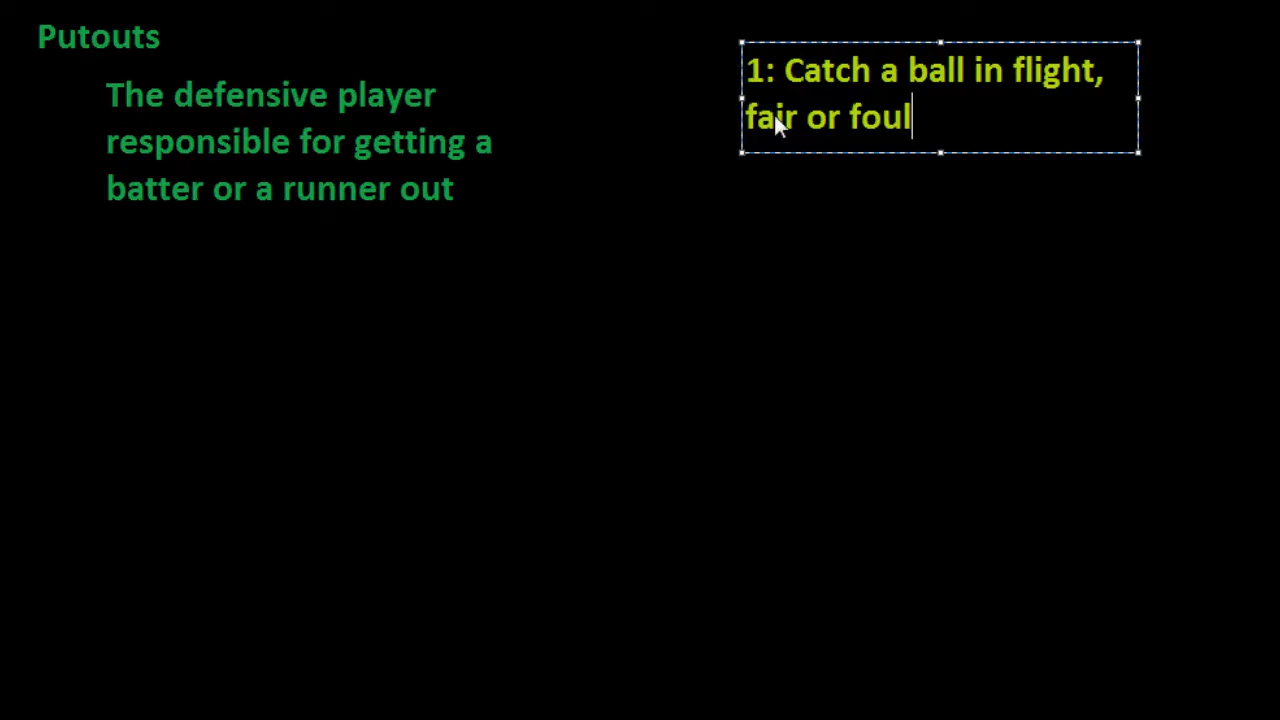 Putouts
The defensive player
responsible for getting a
batter or a runner out
1: Catch a ball in flight,
fair or foul